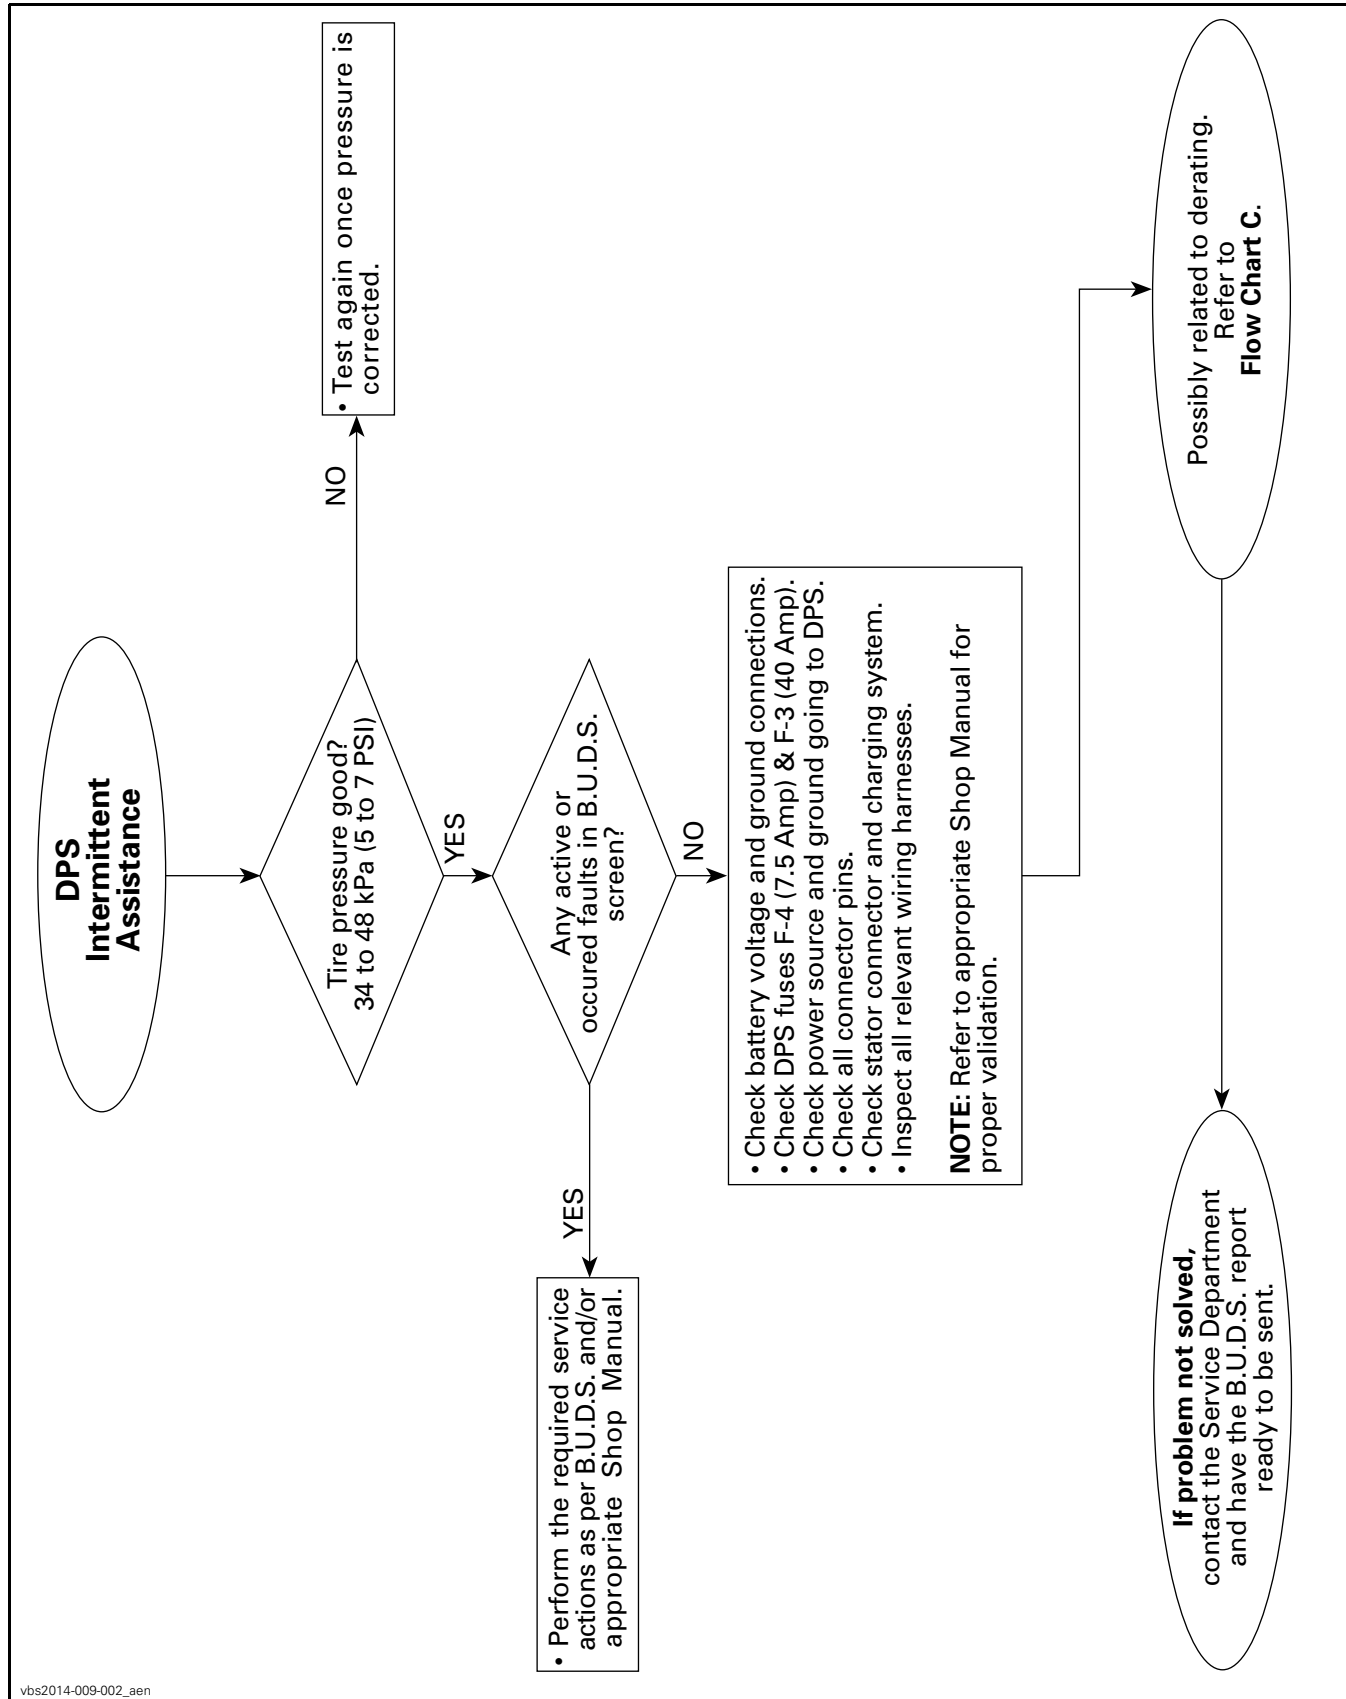 DPS
Intermittent
Assistance
Tire pressure good?
34 to 48 kPa (5 to 7 PSI)
NO
• Test again once pressure is
corrected.
YES
Any active or
occured faults in B.U.D.S.
screen?
YES
• Perform the required service
actions as per B.U.D.S. and/or
appropriate Shop Manual.
NO
• Check battery voltage and ground connections.
• Check DPS fuses F-4 (7.5 Amp) & F-3 (40 Amp).
• Check power source and ground going to DPS.
• Check all connector pins.
• Check stator connector and charging system.
• Inspect all relevant wiring harnesses.
NOTE: Refer to appropriate Shop Manual for
proper validation.
Possibly related to derating.
Refer to
Flow Chart C.
If problem not solved,
contact the Service Department
and have the B.U.D.S. report
ready to be sent.
vbs2014-009-002_aen